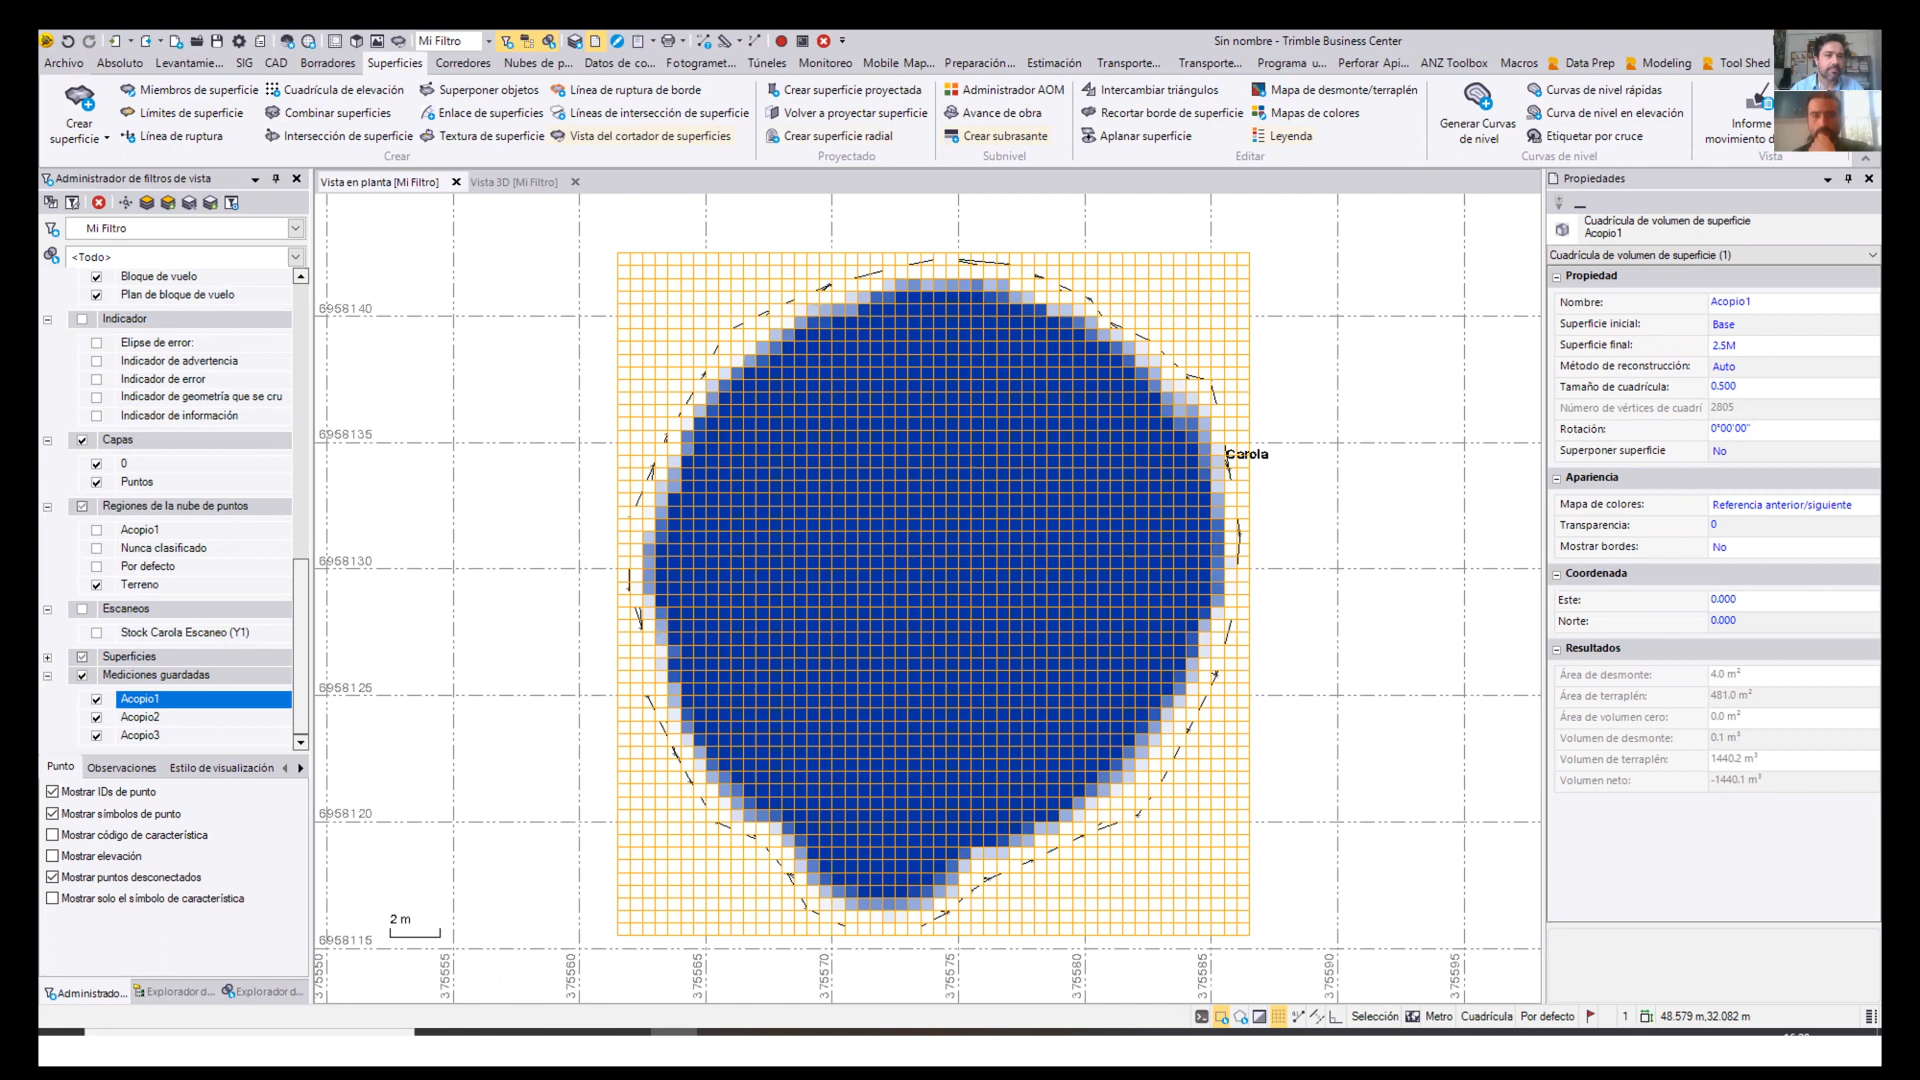 Mi Filtro
Sin nombre - Trimble Business Center
Archivo Absoluto Levantamie... SIG CAD Borradores Superficies Corredores Nubes de p... Datos de co... Fotogramet... Túneles Monitoreo Mobile Map... Preparación... Estimación Transporte... Transporte... Programa u... Perforar Api... ANZ Toolbox Macros Data Prep Modeling Tool Shed
Crear superficie
Miembros de superficie
Límites de superficie
Línea de ruptura
Cuadrícula de elevación
Combinar superficies
Intersección de superficie
Superponer objetos
Enlace de superficies
Textura de superficie
Líneas de ruptura de borde
Líneas de intersección de superficie
Vista del cortador de superficies
Crear
Crear superficie proyectada
Volver a proyectar superficie
Crear superficie radial
Proyectado
Administrador AOM
Avance de obra
Crear subrasante
Subnivel
Intercambiar triángulos
Recortar borde de superficie
Aplanar superficie
Mapa de desmonte/terraplén
Mapas de colores
Leyenda
Editar
Generar Curvas
de nivel
Curvas de nivel rápidas
Curva de nivel en elevación
Etiquetar por cruce
Curvas de nivel
Informe
movimiento d
Vista
Administrador de filtros de vista
Mi Filtro
<Todo>
Bloque de vuelo
Plan de bloque de vuelo
Indicador
Elipse de error:
Indicador de advertencia
Indicador de error
Indicador de geometría que se cru
Indicador de información
Capas
0
Puntos
Regiones de la nube de puntos
Acopio1
Nunca clasificado
Por defecto
Terreno
Escaneos
Stock Carola Escaneo (Y1)
Superficies
Mediciones guardadas
Acopio1
Acopio2
Acopio3
Punto Observaciones Estilo de visualización
Mostrar IDs de punto
Mostrar símbolos de punto
Mostrar código de característica
Mostrar elevación
Mostrar puntos desconectados
Mostrar solo el símbolo de característica
Administrado... Explorador d... Explorador d...
Vista en planta [Mi Filtro] Vista 3D [Mi Filtro]
6958140
6958135
6958130
6958125
6958120
6958115
Carola
2 m
375550 375555 375560 375565 375570 375575 375580 375585 375590 375595
Propiedades
Cuadrícula de volumen de superficie
Acopio1
Cuadrícula de volumen de superficie (1)
Propiedad
Nombre: Acopio1
Superficie inicial: Base
Superficie final: 2.5M
Método de reconstrucción: Auto
Tamaño de cuadrícula: 0.500
Número de vértices de cuadrí 2805
Rotación: 0°00'00"
Superponer superficie No
Apariencia
Mapa de colores: Referencia anterior/siguiente
Transparencia: 0
Mostrar bordes: No
Coordenada
Este: 0.000
Norte: 0.000
Resultados
Área de desmonte: 4.0 m²
Área de terraplén: 481.0 m²
Área de volumen cero: 0.0 m²
Volumen de desmonte: 0.1 m³
Volumen de terraplén: 1440.2 m³
Volumen neto: -1440.1 m³
Selección Metro Cuadrícula Por defecto 1 48.579 m,32.082 m